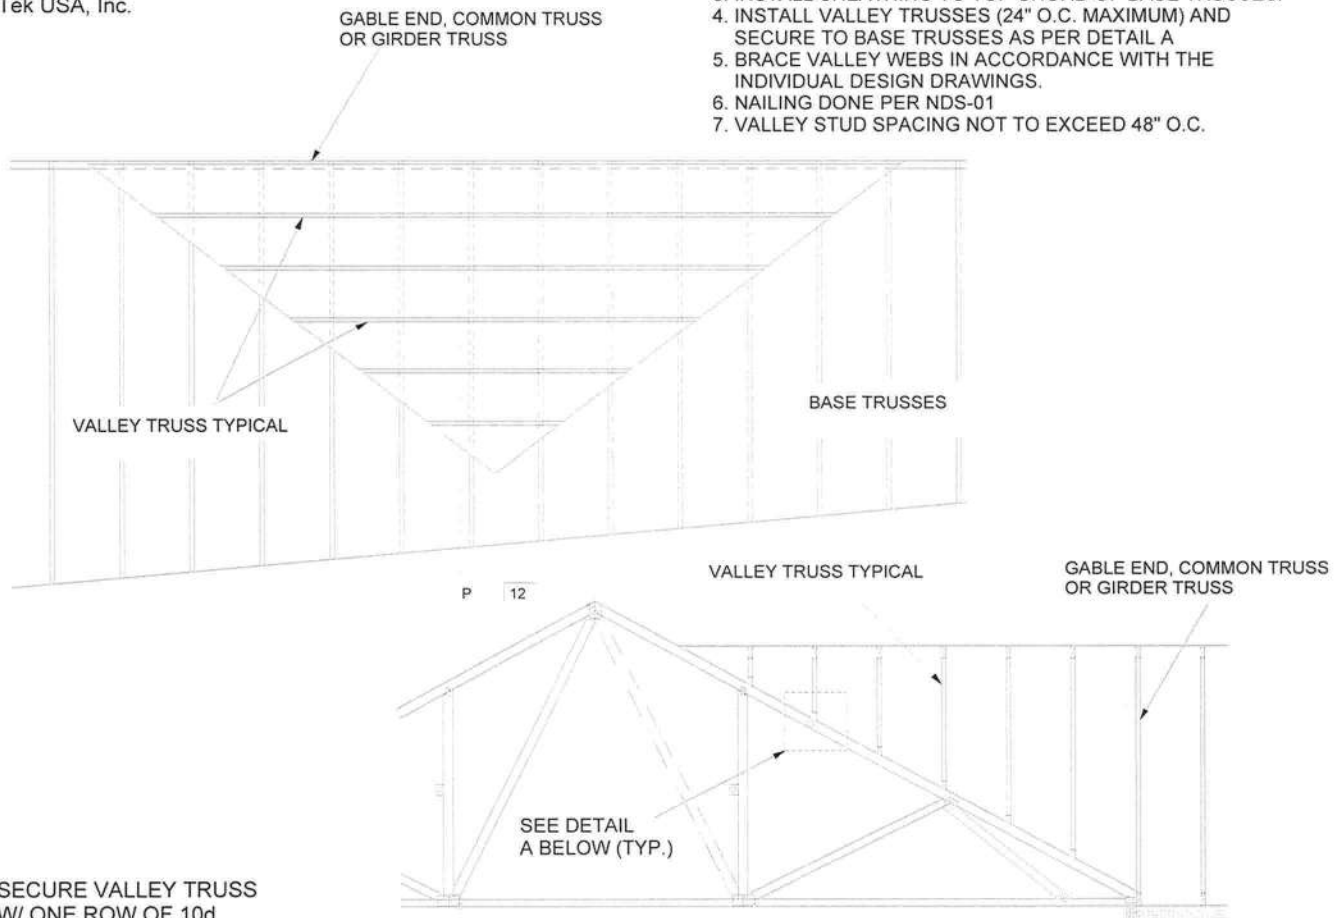 Tek USA, Inc.
GABLE END, COMMON TRUSS
OR GIRDER TRUSS
4. INSTALL VALLEY TRUSSES (24" O.C. MAXIMUM) AND
SECURE TO BASE TRUSSES AS PER DETAIL A
5. BRACE VALLEY WEBS IN ACCORDANCE WITH THE
INDIVIDUAL DESIGN DRAWINGS.
6. NAILING DONE PER NDS-01
7. VALLEY STUD SPACING NOT TO EXCEED 48" O.C.
VALLEY TRUSS TYPICAL
BASE TRUSSES
VALLEY TRUSS TYPICAL
GABLE END, COMMON TRUSS
OR GIRDER TRUSS
P 12
SEE DETAIL
A BELOW (TYP.)
SECURE VALLEY TRUSS
W/ ONE ROW OF 10d